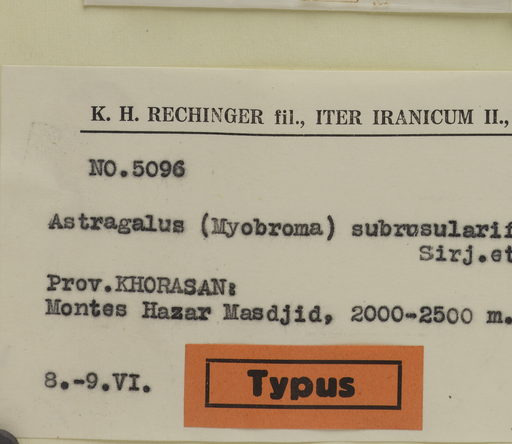 K. H. RECHINGER fil., ITER IRANICUM II.,
NO.5096
Astragalus (Myobroma) subrosularif
Sirj.et
Prov.KHORASAN:
Montes Hazar Masdjid, 2000-2500 m.
8.-9.VI.
Typus